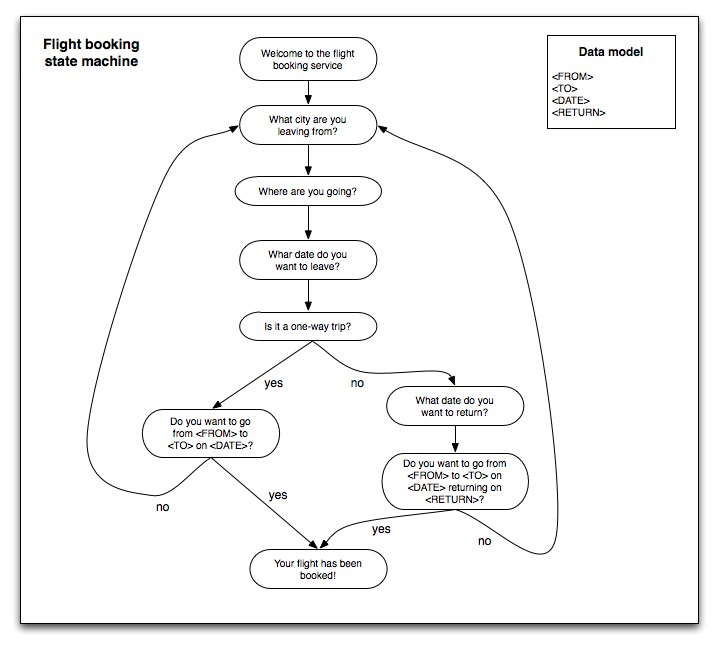 Flight booking
state machine
Welcome to the flight
booking service
Data model
<FROM>
<TO>
<DATE>
<RETURN>
What city are you
leaving from?
Where are you going?
Whar date do you
want to leave?
Is it a one-way trip?
yes
no
What date do you
want to return?
Do you want to go
from <FROM> to
<TO> on <DATE>?
Do you want to go from
<FROM> to <TO> on
<DATE> returning on
<RETURN>?
no
yes
yes
no
Your flight has been
booked!